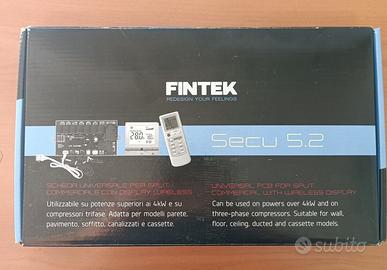 FINTEK
REDESIGN YOUR FEELINGS
Secu 5.2
SCHEDA UNIVERSALE PER SPLIT
COMMERCIALE CON DISPLAY WIRELESS
Utilizzabile su potenze superiori ai 4kW e su
compressori trifase. Adatta per modelli parete,
pavimento, soffitto, canalizzati e cassette.
UNIVERSAL PCB FOR SPLIT
COMMERCIAL WITH WIRELESS DISPLAY
Can be used on powers over 4kW and on
three-phase compressors. Suitable for wall,
floor, ceiling, ducted and cassette models.
subito